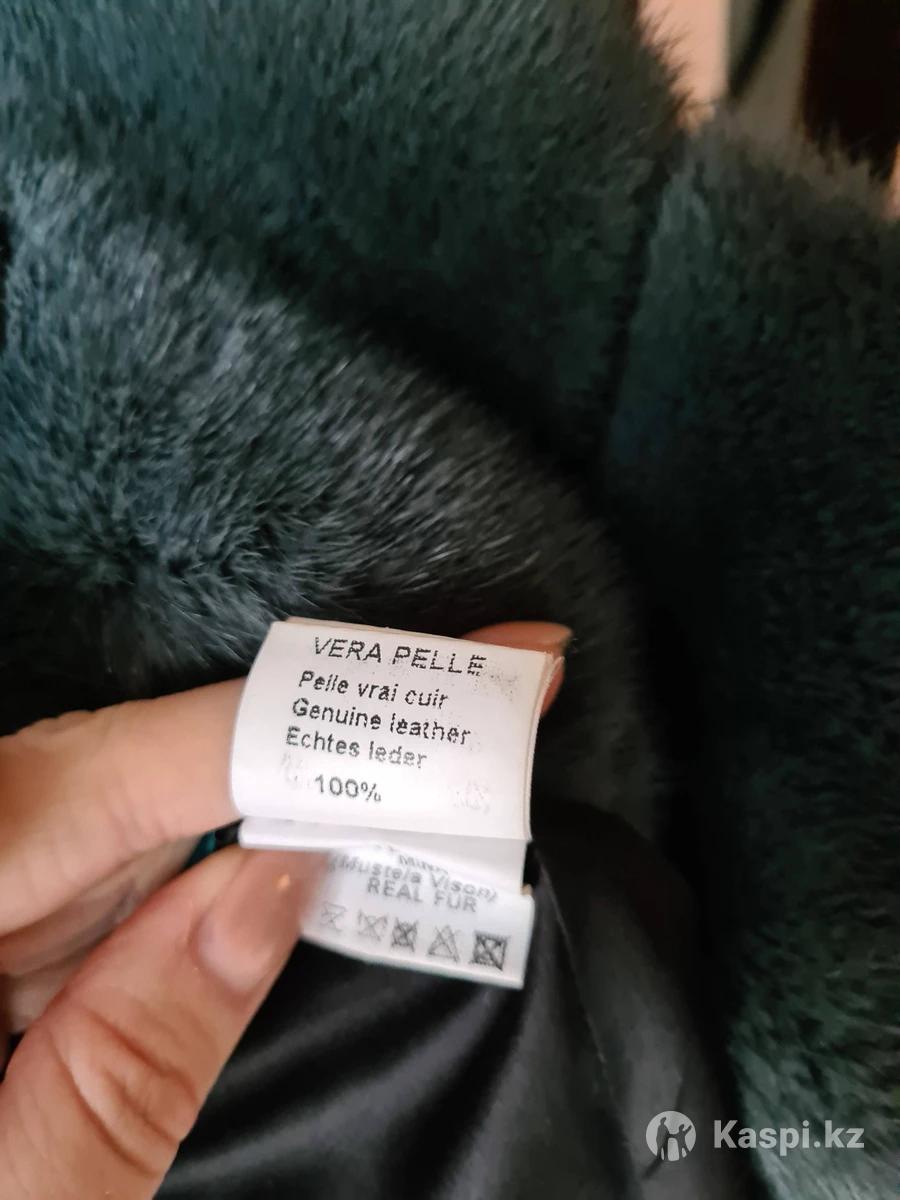 VERA PELLE
Pelle vrai cuir
Genuine leather
Echtes leder
100%
(Mustela Vison)
REAL FUR
Kaspi.kz